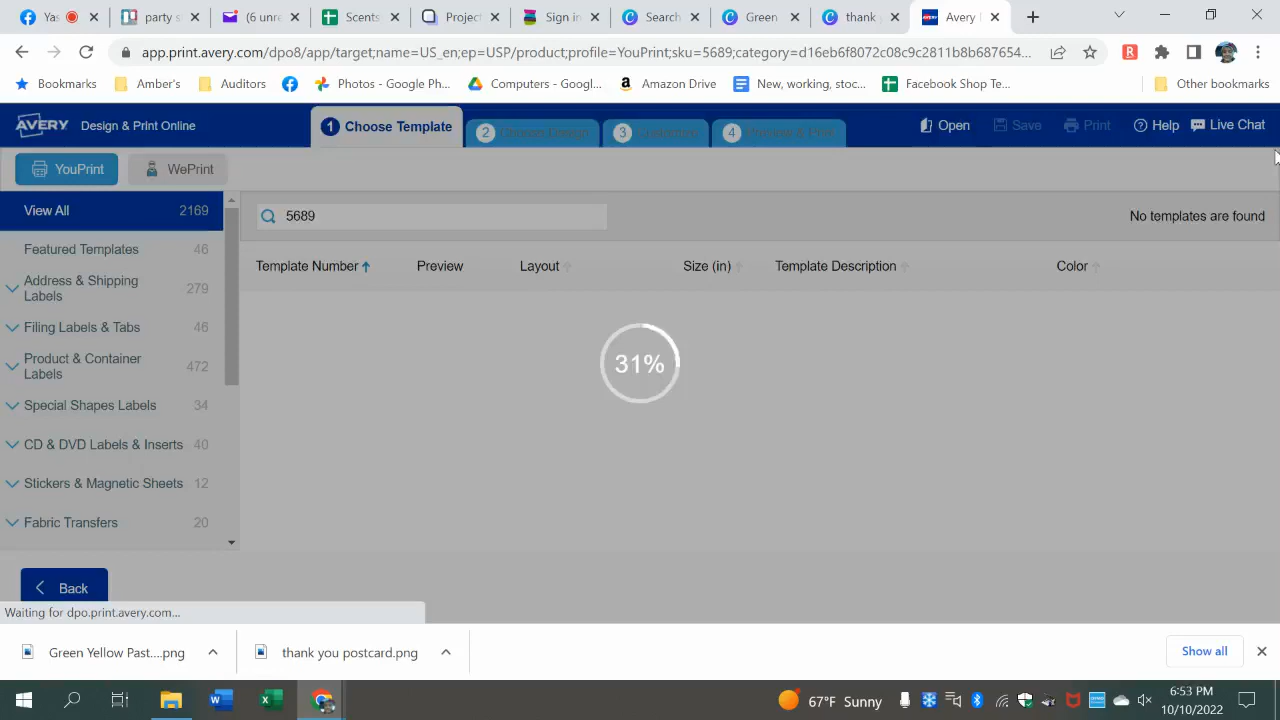 Yas
party s
(6 unre
Scents
Projec
Sign in
Search
Green
thank y
Avery
app.print.avery.com/dpo8/app/target;name=US_en;ep=USP/product;profile=YouPrint;sku=5689;category=d16eb6f8072c08c9c2811b8b687654...
Bookmarks
Amber's
Auditors
Photos - Google Ph...
Computers - Googl...
Amazon Drive
New, working, stoc...
Facebook Shop Te...
Other bookmarks
AVERY Design & Print Online
1 Choose Template
2 Choose Design
3 Customize
4 Preview & Print
Open
Save
Print
Help
Live Chat
YouPrint
WePrint
View All 2169
5689
No templates are found
Featured Templates 46
Template Number
Preview
Layout
Size (in)
Template Description
Color
Address & Shipping
Labels 279
Filing Labels & Tabs 46
Product & Container
Labels 472
31%
Special Shapes Labels 34
CD & DVD Labels & Inserts 40
Stickers & Magnetic Sheets 12
Fabric Transfers 20
Back
Waiting for dpo.print.avery.com...
Green Yellow Past....png
thank you postcard.png
Show all
67°F Sunny
6:53 PM
10/10/2022